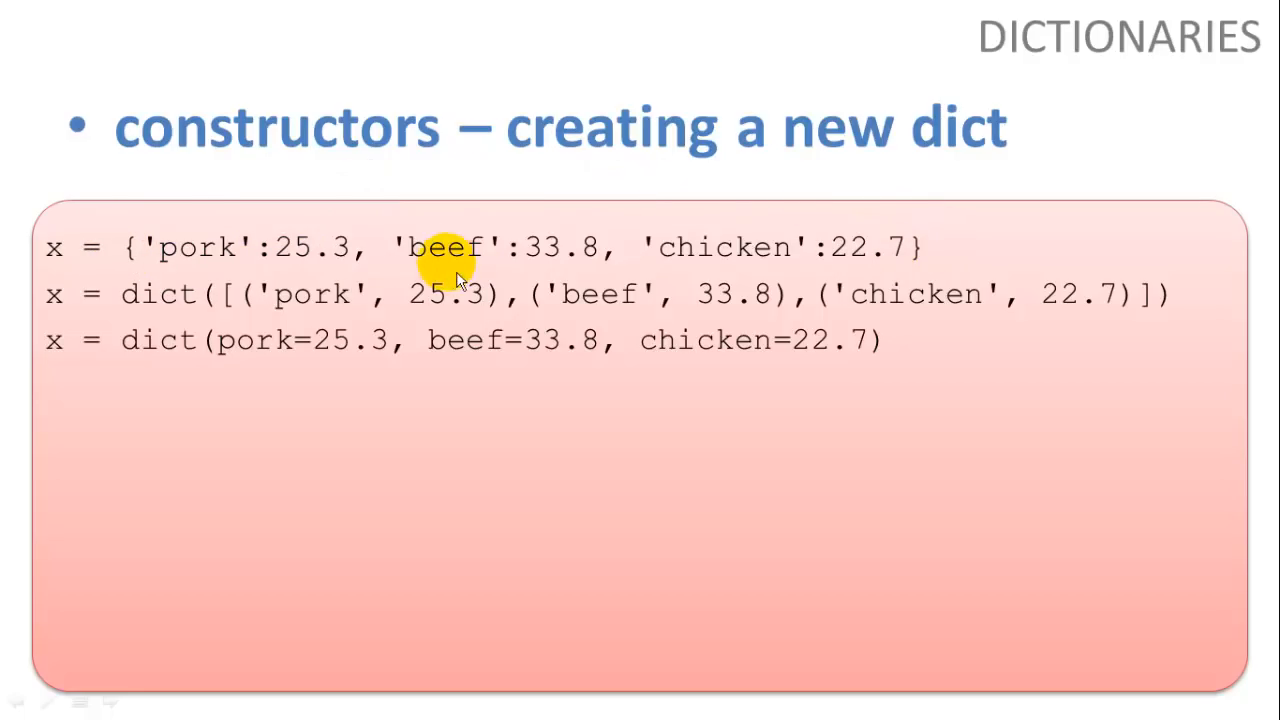 DICTIONARIES
• constructors – creating a new dict
x = {'pork':25.3, 'beef':33.8, 'chicken':22.7}
x = dict([('pork', 25.3),('beef', 33.8),('chicken', 22.7)])
x = dict(pork=25.3, beef=33.8, chicken=22.7)